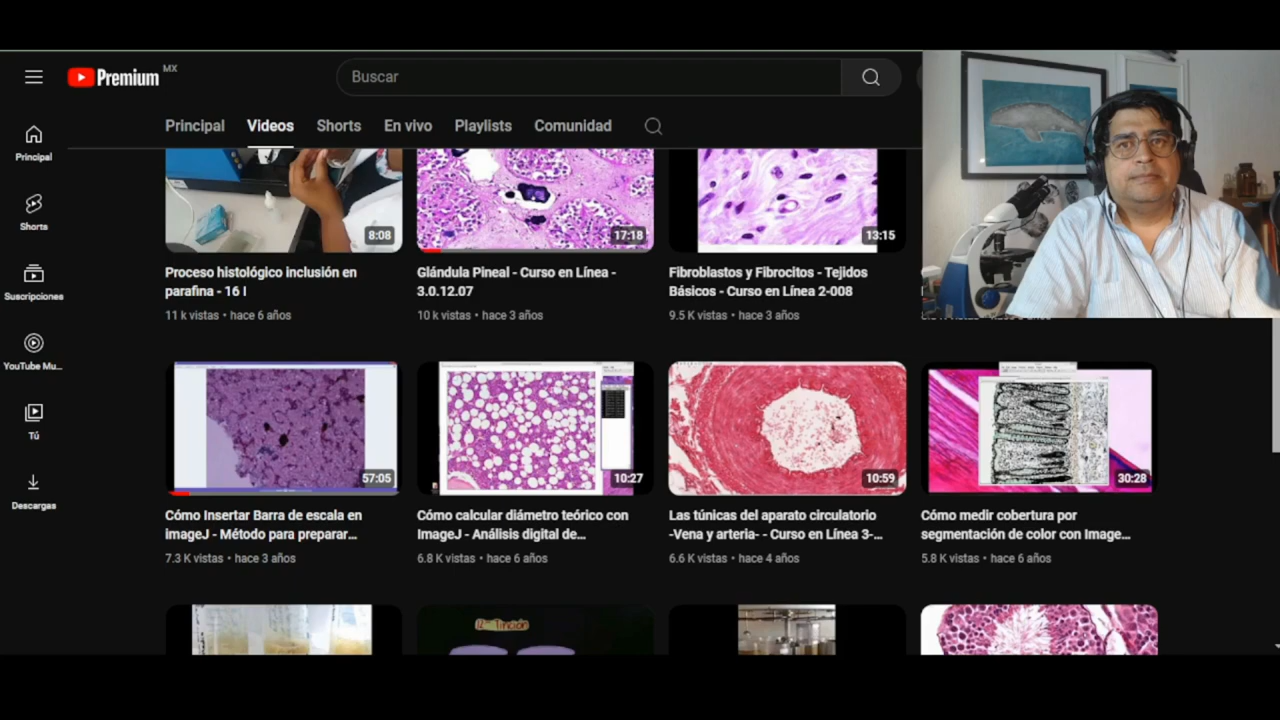 Premium MX
Buscar
Principal Videos Shorts En vivo Playlists Comunidad
Principal
Shorts
Suscripciones
YouTube Mu...
Tú
Descargas
8:08
17:18
13:15
Proceso histológico inclusión en
parafina - 16 I
11 k vistas • hace 6 años
Glándula Pineal - Curso en Línea -
3.0.12.07
10 k vistas • hace 3 años
Fibroblastos y Fibrocitos - Tejidos
Básicos - Curso en Línea 2-008
9.5 K vistas • hace 3 años
57:05
10:27
10:59
30:28
Cómo Insertar Barra de escala en
imageJ - Método para preparar...
7.3 K vistas • hace 3 años
Cómo calcular diámetro teórico con
ImageJ - Análisis digital de...
6.8 K vistas • hace 6 años
Las túnicas del aparato circulatorio
-Vena y arteria- - Curso en Línea 3-...
6.6 K vistas • hace 4 años
Cómo medir cobertura por
segmentación de color con Image...
5.8 K vistas • hace 6 años
Tinción